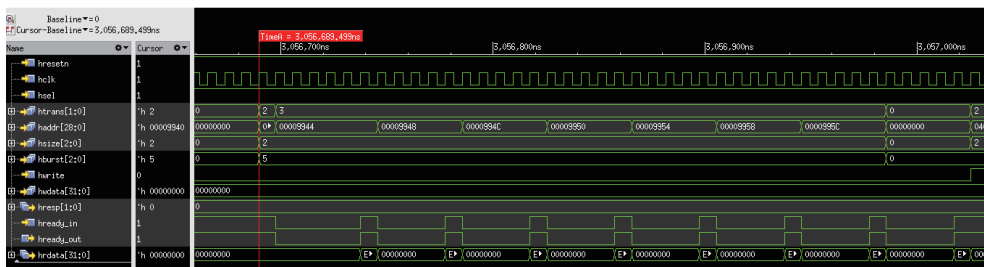 Baseline▼=0
Cursor-Baseline▼=3,056,689,499ns
TimeA = 3,056,689,499ns
3,056,700ns 3,056,800ns 3,056,900ns 3,057,000ns
Name Cursor
hresetn 1
hclk 1
hsel 1
htrans[1:0] 'h 2 0 2 3 0 2
haddr[28:0] 'h 00009940 00000000 0 00009944 00009948 0000994C 00009950 00009954 00009958 0000995C 00000000 040
hsize[2:0] 'h 2 0 2 0 2
hburst[2:0] 'h 5 0 5 0
hwrite 0
hwdata[31:0] 'h 00000000 00000000
hresp[1:0] 'h 0 0
hready_in 1
hready_out 1
hrdata[31:0] 'h 00000000 00000000 E 00000000 E 00000000 E 00000000 E 00000000 E 00000000 E 00000000 E 00000000 E 00